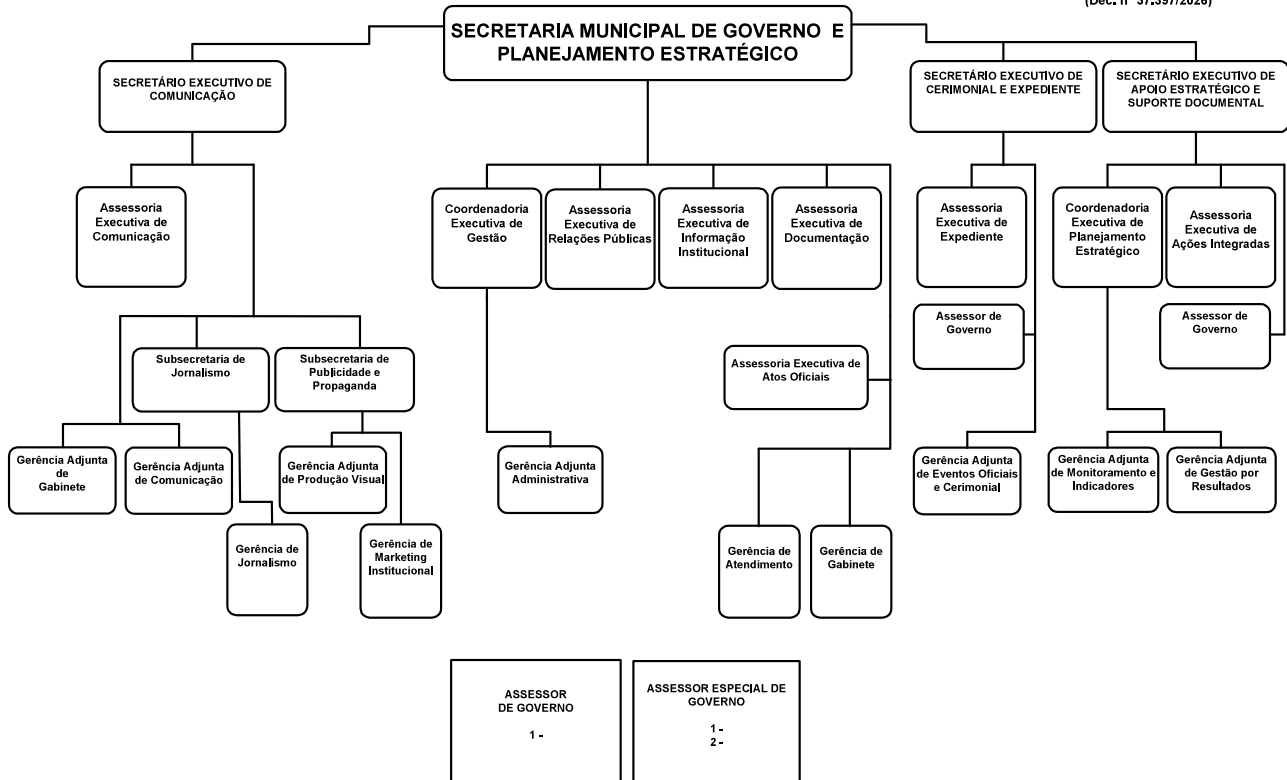 (Dec. nº 37.397/2026)
SECRETARIA MUNICIPAL DE GOVERNO E
PLANEJAMENTO ESTRATÉGICO
SECRETÁRIO EXECUTIVO DE
COMUNICAÇÃO
SECRETÁRIO EXECUTIVO DE
CERIMONIAL E EXPEDIENTE
SECRETÁRIO EXECUTIVO DE
APOIO ESTRATÉGICO E
SUPORTE DOCUMENTAL
Assessoria
Executiva de
Comunicação
Coordenadoria
Executiva de
Gestão
Assessoria
Executiva de
Relações Públicas
Assessoria
Executiva de
Informação
Institucional
Assessoria
Executiva de
Documentação
Assessoria
Executiva de
Expediente
Coordenadoria
Executiva de
Planejamento
Estratégico
Assessoria
Executiva de
Ações Integradas
Assessor de
Governo
Assessor de
Governo
Subsecretaria de
Jornalismo
Subsecretaria de
Publicidade e
Propaganda
Assessoria Executiva de
Atos Oficiais
Gerência Adjunta
de
Gabinete
Gerência Adjunta
de Comunicação
Gerência Adjunta
de Produção Visual
Gerência Adjunta
Administrativa
Gerência Adjunta
de Eventos Oficiais
e Cerimonial
Gerência Adjunta
de Monitoramento e
Indicadores
Gerência Adjunta
de Gestão por
Resultados
Gerência de
Jornalismo
Gerência de
Marketing
Institucional
Gerência de
Atendimento
Gerência de
Gabinete
ASSESSOR
DE GOVERNO
1 -
ASSESSOR ESPECIAL DE
GOVERNO
1 -
2 -